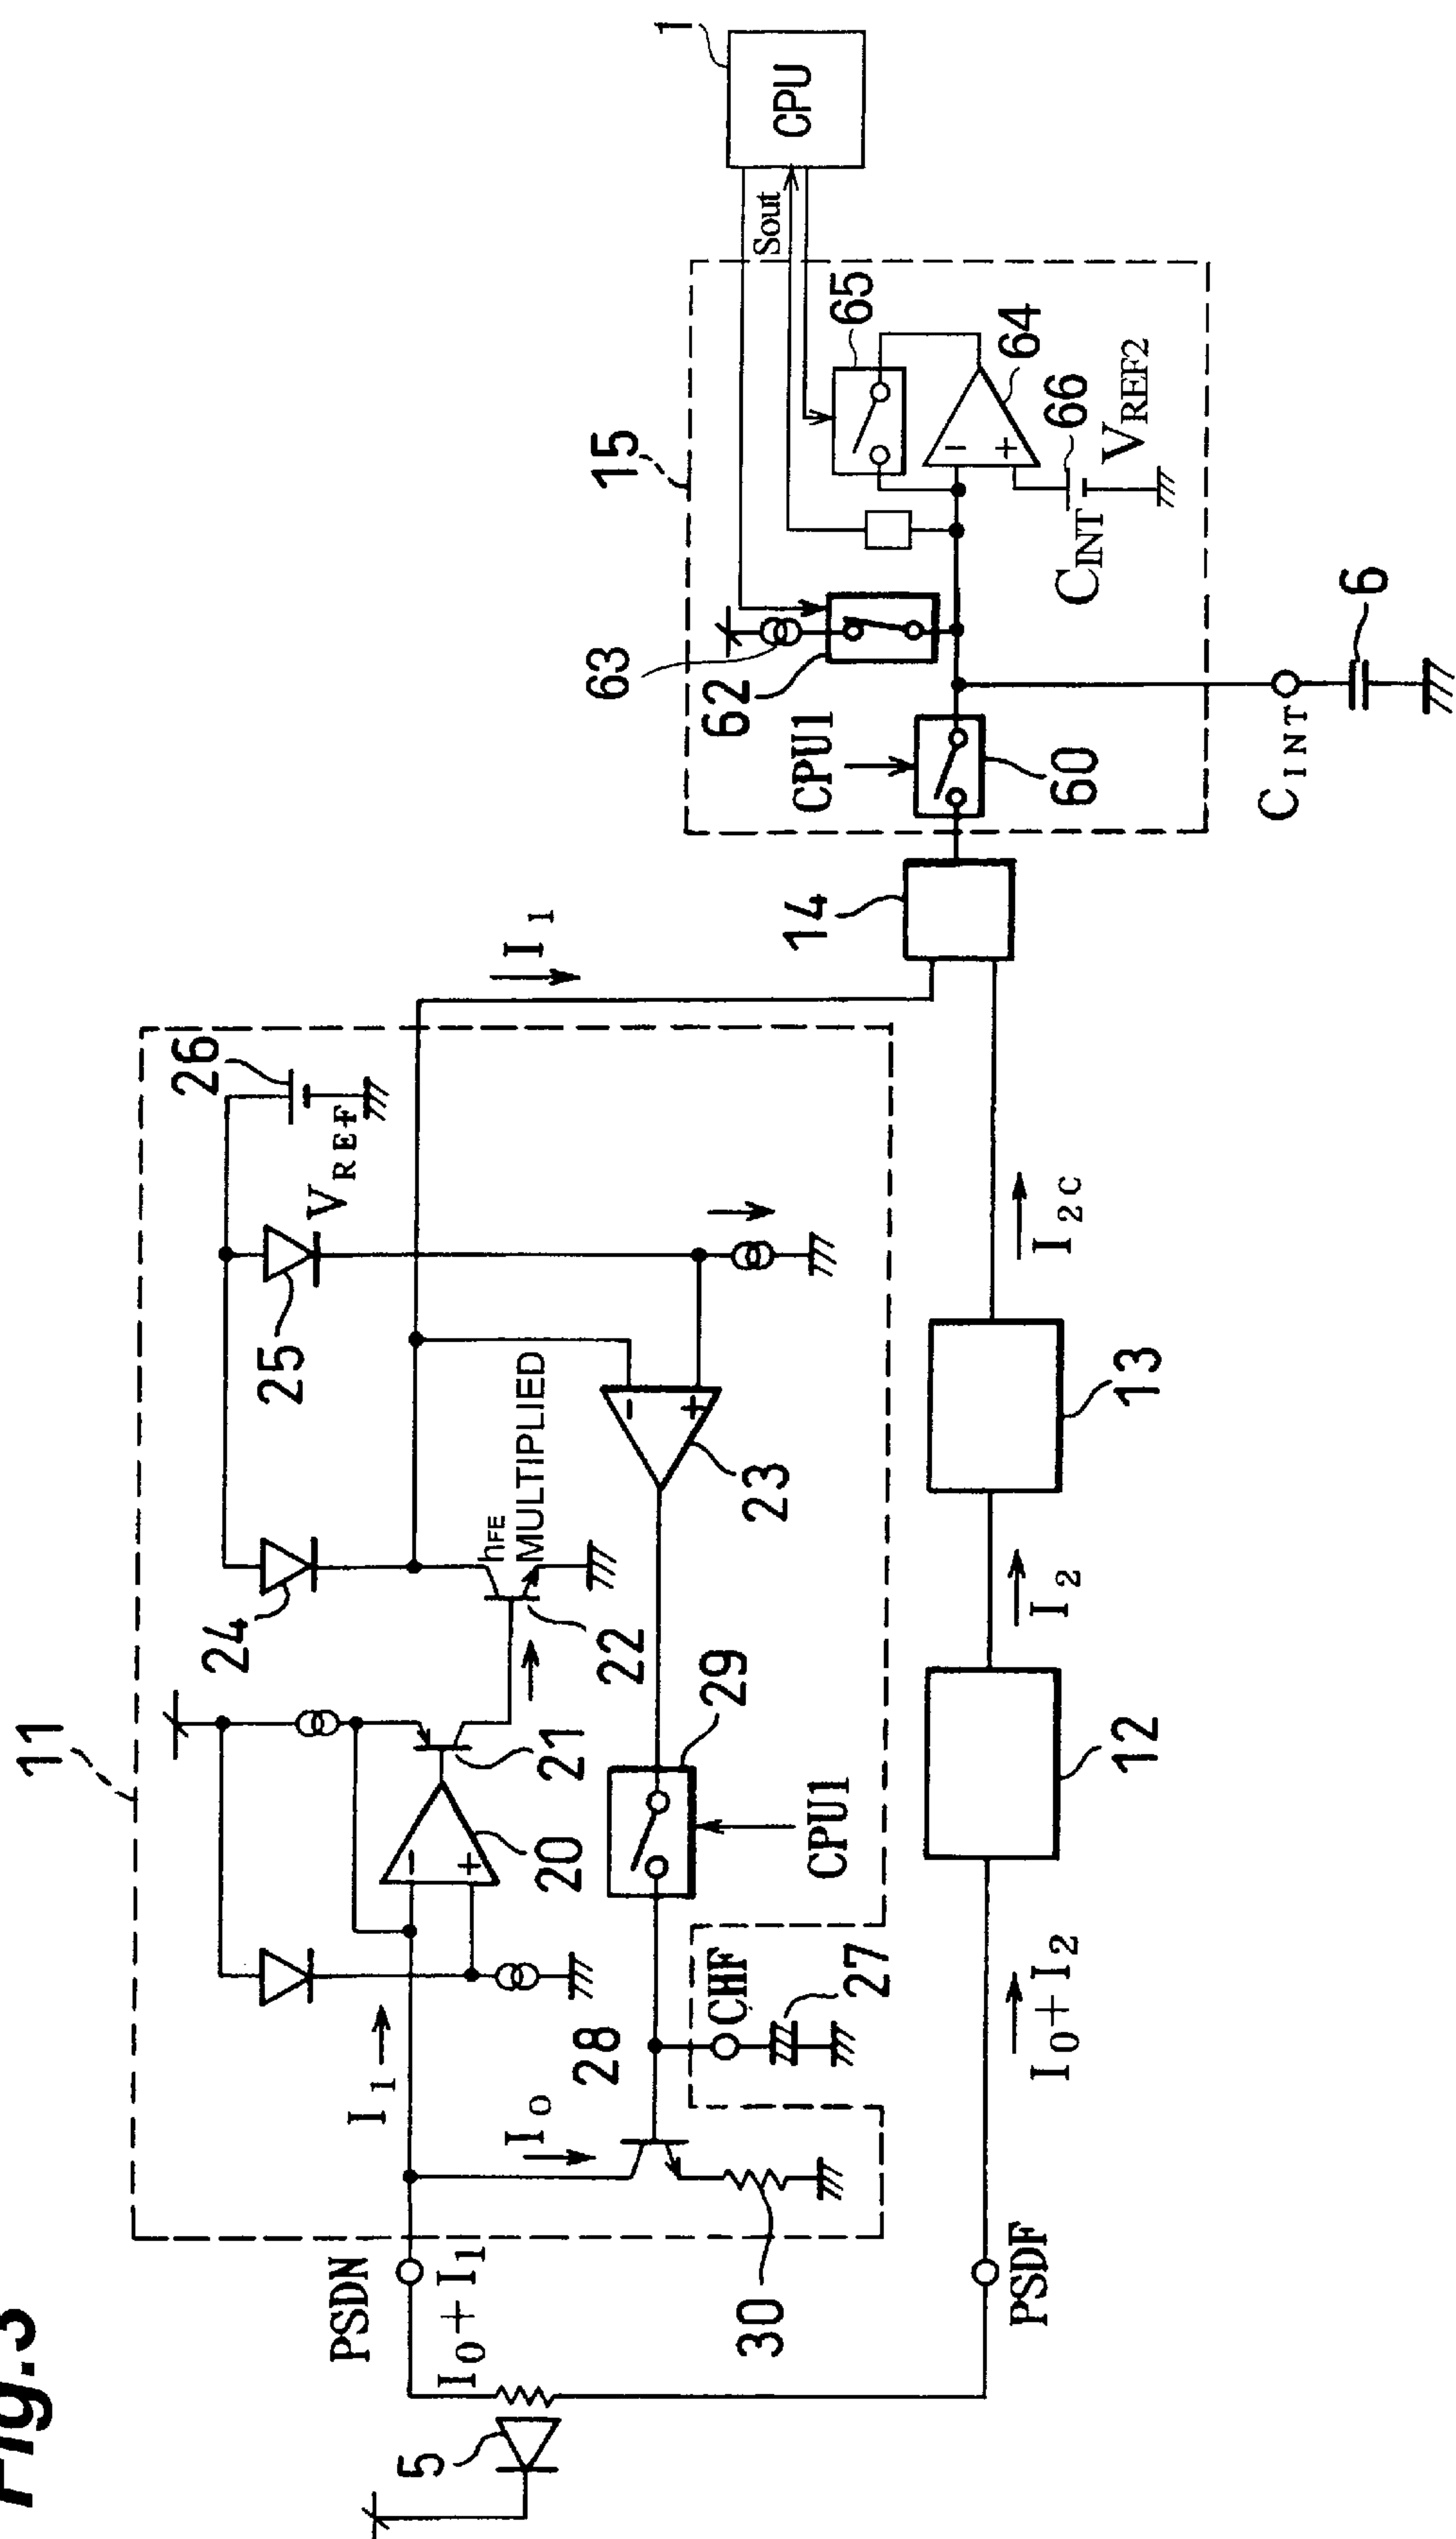 Fig.3
11
26
V REF
25
24
21
20
hFE
MULTIPLIED
22
23
29
CPU1
28
CHF
27
30
I1
I0
PSDN
I0+I1
5
PSDF
I0+I2
12
I2
13
I2C
I1
14
15
CPU1
60
62
63
65
64
66
CINT
VREF2
Sout
1
CPU
CINT
6